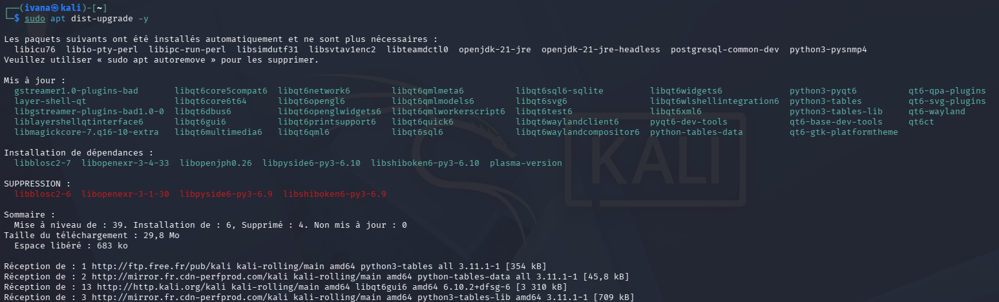 ┌──(ivana㉿kali)-[~]
└─$ sudo apt dist-upgrade -y
Les paquets suivants ont été installés automatiquement et ne sont plus nécessaires :
libicu76 libio-pty-perl libipc-run-perl libsimdutf31 libsvtav1enc2 libteamdctl0 openjdk-21-jre openjdk-21-jre-headless postgresql-common-dev python3-pysnmp4
Veuillez utiliser « sudo apt autoremove » pour les supprimer.
Mis à jour :
gstreamer1.0-plugins-bad libqt6core5compat6 libqt6network6 libqt6qmlmeta6 libqt6sql6-sqlite libqt6widgets6 python3-pyqt6 qt6-qpa-plugins
layer-shell-qt libqt6core6t64 libqt6opengl6 libqt6qmlmodels6 libqt6svg6 libqt6wlshellintegration6 python3-tables qt6-svg-plugins
libgstreamer-plugins-bad1.0-0 libqt6dbus6 libqt6openglwidgets6 libqt6qmlworkerscript6 libqt6test6 libqt6xml6 python3-tables-lib qt6-wayland
liblayershellqtinterface6 libqt6gui6 libqt6printsupport6 libqt6quick6 libqt6waylandclient6 pyqt6-dev-tools qt6-base-dev-tools qt6ct
libmagickcore-7.q16-10-extra libqt6multimedia6 libqt6qml6 libqt6sql6 libqt6waylandcompositor6 python-tables-data qt6-gtk-platformtheme
Installation de dépendances :
libblosc2-7 libopenexr-3-4-33 libopenjph0.26 libpyside6-py3-6.10 libshiboken6-py3-6.10 plasma-version
SUPPRESSION :
libblosc2-6 libopenexr-3-1-30 libpyside6-py3-6.9 libshiboken6-py3-6.9
Sommaire :
Mise à niveau de : 39. Installation de : 6, Supprimé : 4. Non mis à jour : 0
Taille du téléchargement : 29,8 Mo
Espace libéré : 683 ko
Réception de : 1 http://ftp.free.fr/pub/kali kali-rolling/main amd64 python3-tables all 3.11.1-1 [354 kB]
Réception de : 2 http://mirror.fr.cdn-perfprod.com/kali kali-rolling/main amd64 python-tables-data all 3.11.1-1 [45,8 kB]
Réception de : 13 http://http.kali.org/kali kali-rolling/main amd64 libqt6gui6 amd64 6.10.2+dfsg-6 [3 310 kB]
Réception de : 3 http://mirror.fr.cdn-perfprod.com/kali kali-rolling/main amd64 python3-tables-lib amd64 3.11.1-1 [709 kB]
KALI